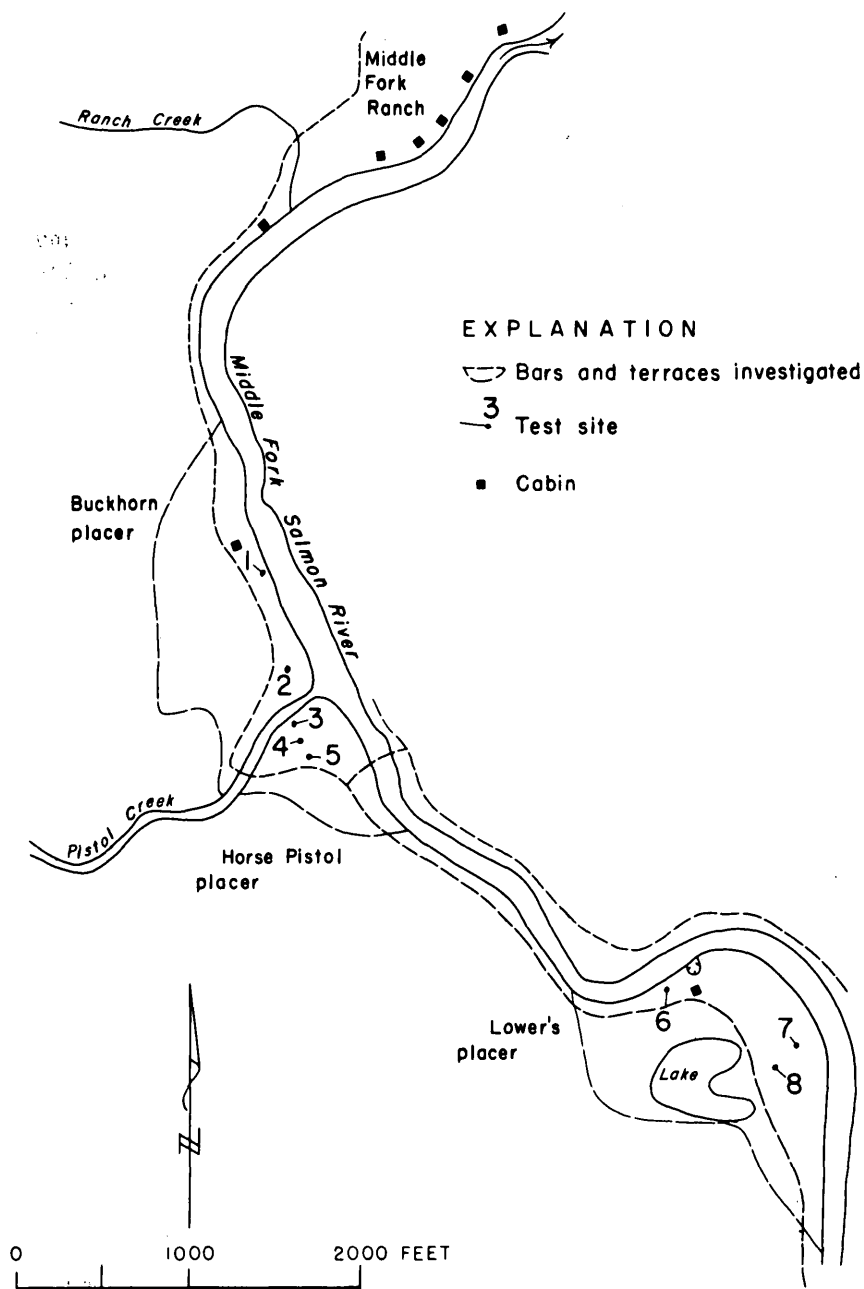 Middle
Fork
Ranch
Ranch Creek
EXPLANATION
Bars and terraces investigated
3
Test site
Cabin
Middle Fork Salmon River
Buckhorn
placer
1
2
3
4
5
Pistol Creek
Horse Pistol
placer
Lower's
placer
6
7
8
Lake
N
0 1000 2000 FEET